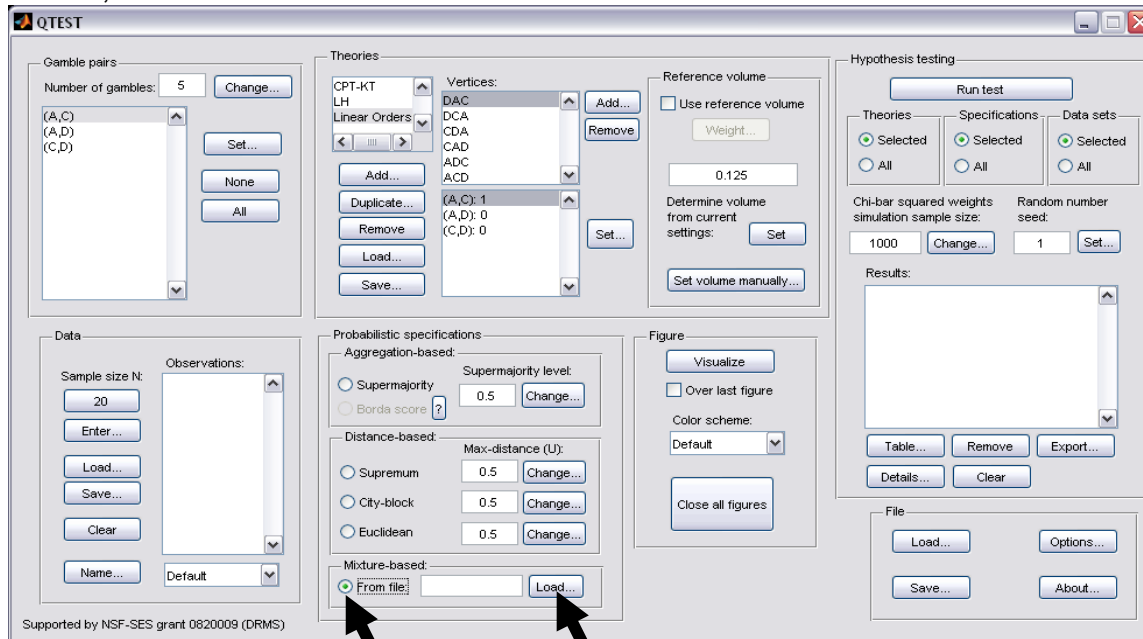 QTEST
Gamble pairs
Number of gambles: 5 Change...
(A,C)
(A,D)
(C,D)
Set...
None
All
Theories
CPT-KT
LH
Linear Orders
Add...
Duplicate...
Remove
Load...
Save...
Vertices:
DAC
DCA
CDA
CAD
ADC
ACD
Add...
Remove
(A,C): 1
(A,D): 0
(C,D): 0
Set...
Reference volume
Use reference volume
Weight...
0.125
Determine volume
from current
settings: Set
Set volume manually...
Hypothesis testing
Run test
Theories
Selected
All
Specifications
Selected
All
Data sets
Selected
All
Chi-bar squared weights
simulation sample size:
1000 Change...
Random number
seed:
1 Set...
Results:
Table... Remove Export...
Details... Clear
Data
Sample size N:
20
Enter...
Load...
Save...
Clear
Name... Default
Observations:
Probabilistic specifications
Aggregation-based:
Supermajority level:
Supermajority 0.5 Change...
Borda score ?
Distance-based:
Max-distance (U):
Supremum 0.5 Change...
City-block 0.5 Change...
Euclidean 0.5 Change...
Mixture-based:
From file: Load...
Figure
Visualize
Over last figure
Color scheme:
Default
Close all figures
File
Load... Options...
Save... About...
Supported by NSF-SES grant 0820009 (DRMS)